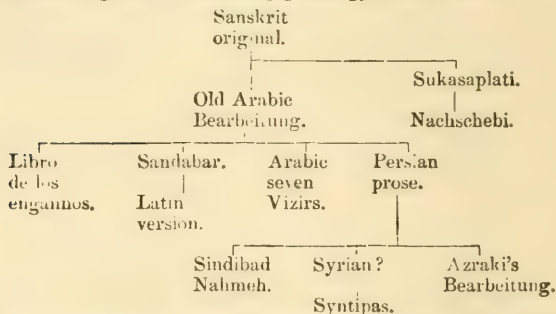 Sanskrit
original.
Sukasaplati.
Old Arabic
Bearbeitung.
Nachschebi.
Libro
de los
engannos.
Sandabar.
Latin
version.
Arabic
seven
Vizirs.
Persian
prose.
Sindibad
Nahmeh.
Syrian?
Syntipas.
Azraki's
Bearbeitung.